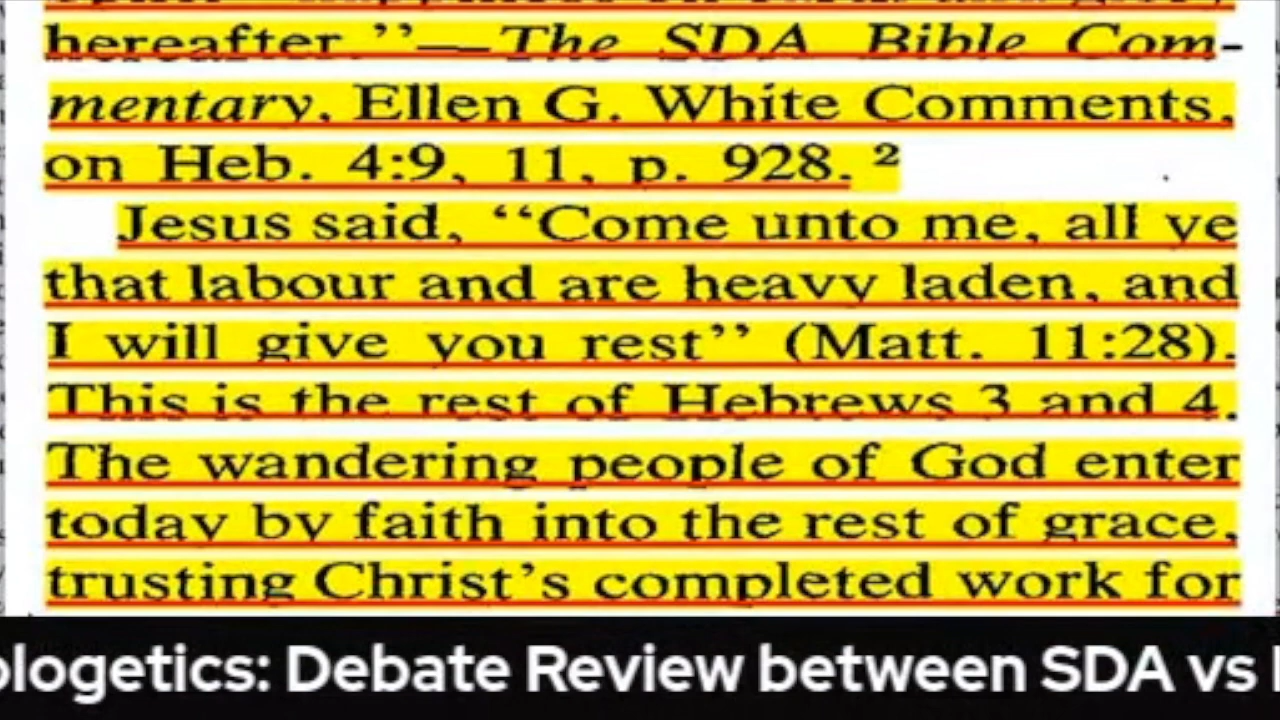 hereafter.’’—The SDA Bible Com-
mentary, Ellen G. White Comments,
on Heb. 4:9, 11, p. 928.²
Jesus said, ‘‘Come unto me, all ye
that labour and are heavy laden, and
I will give you rest’’ (Matt. 11:28).
This is the rest of Hebrews 3 and 4.
The wandering people of God enter
today by faith into the rest of grace,
trusting Christ’s completed work for
ologetics: Debate Review between SDA vs